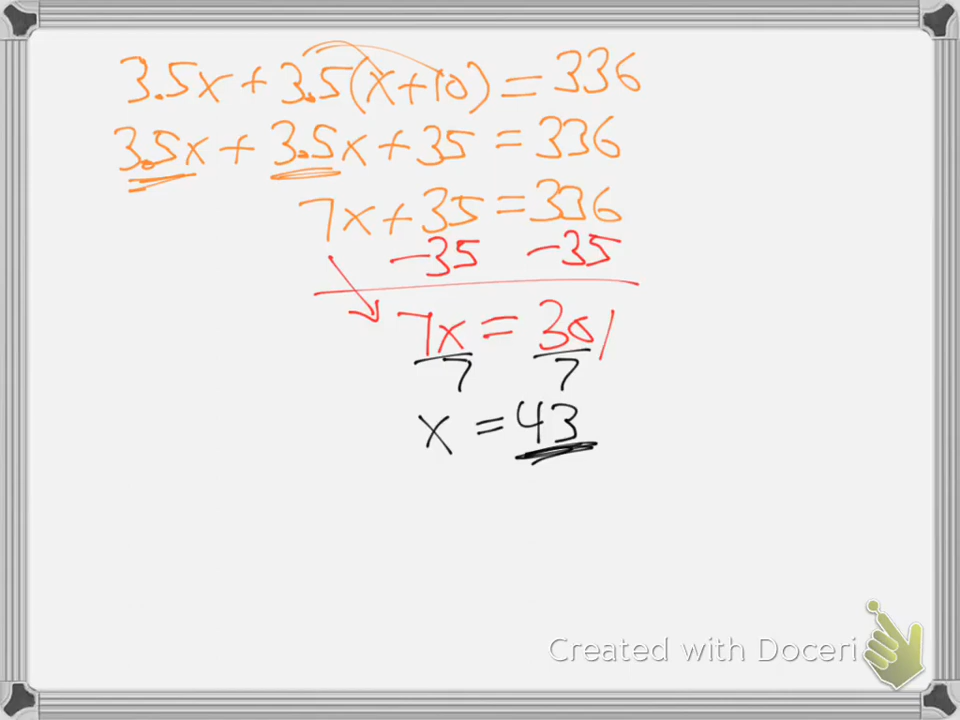 3.5x + 3.5(x+10) = 336
3.5x + 3.5x + 35 = 336
7x + 35 = 336
-35 -35
7x = 301
7 7
x = 43
Created with Doceri